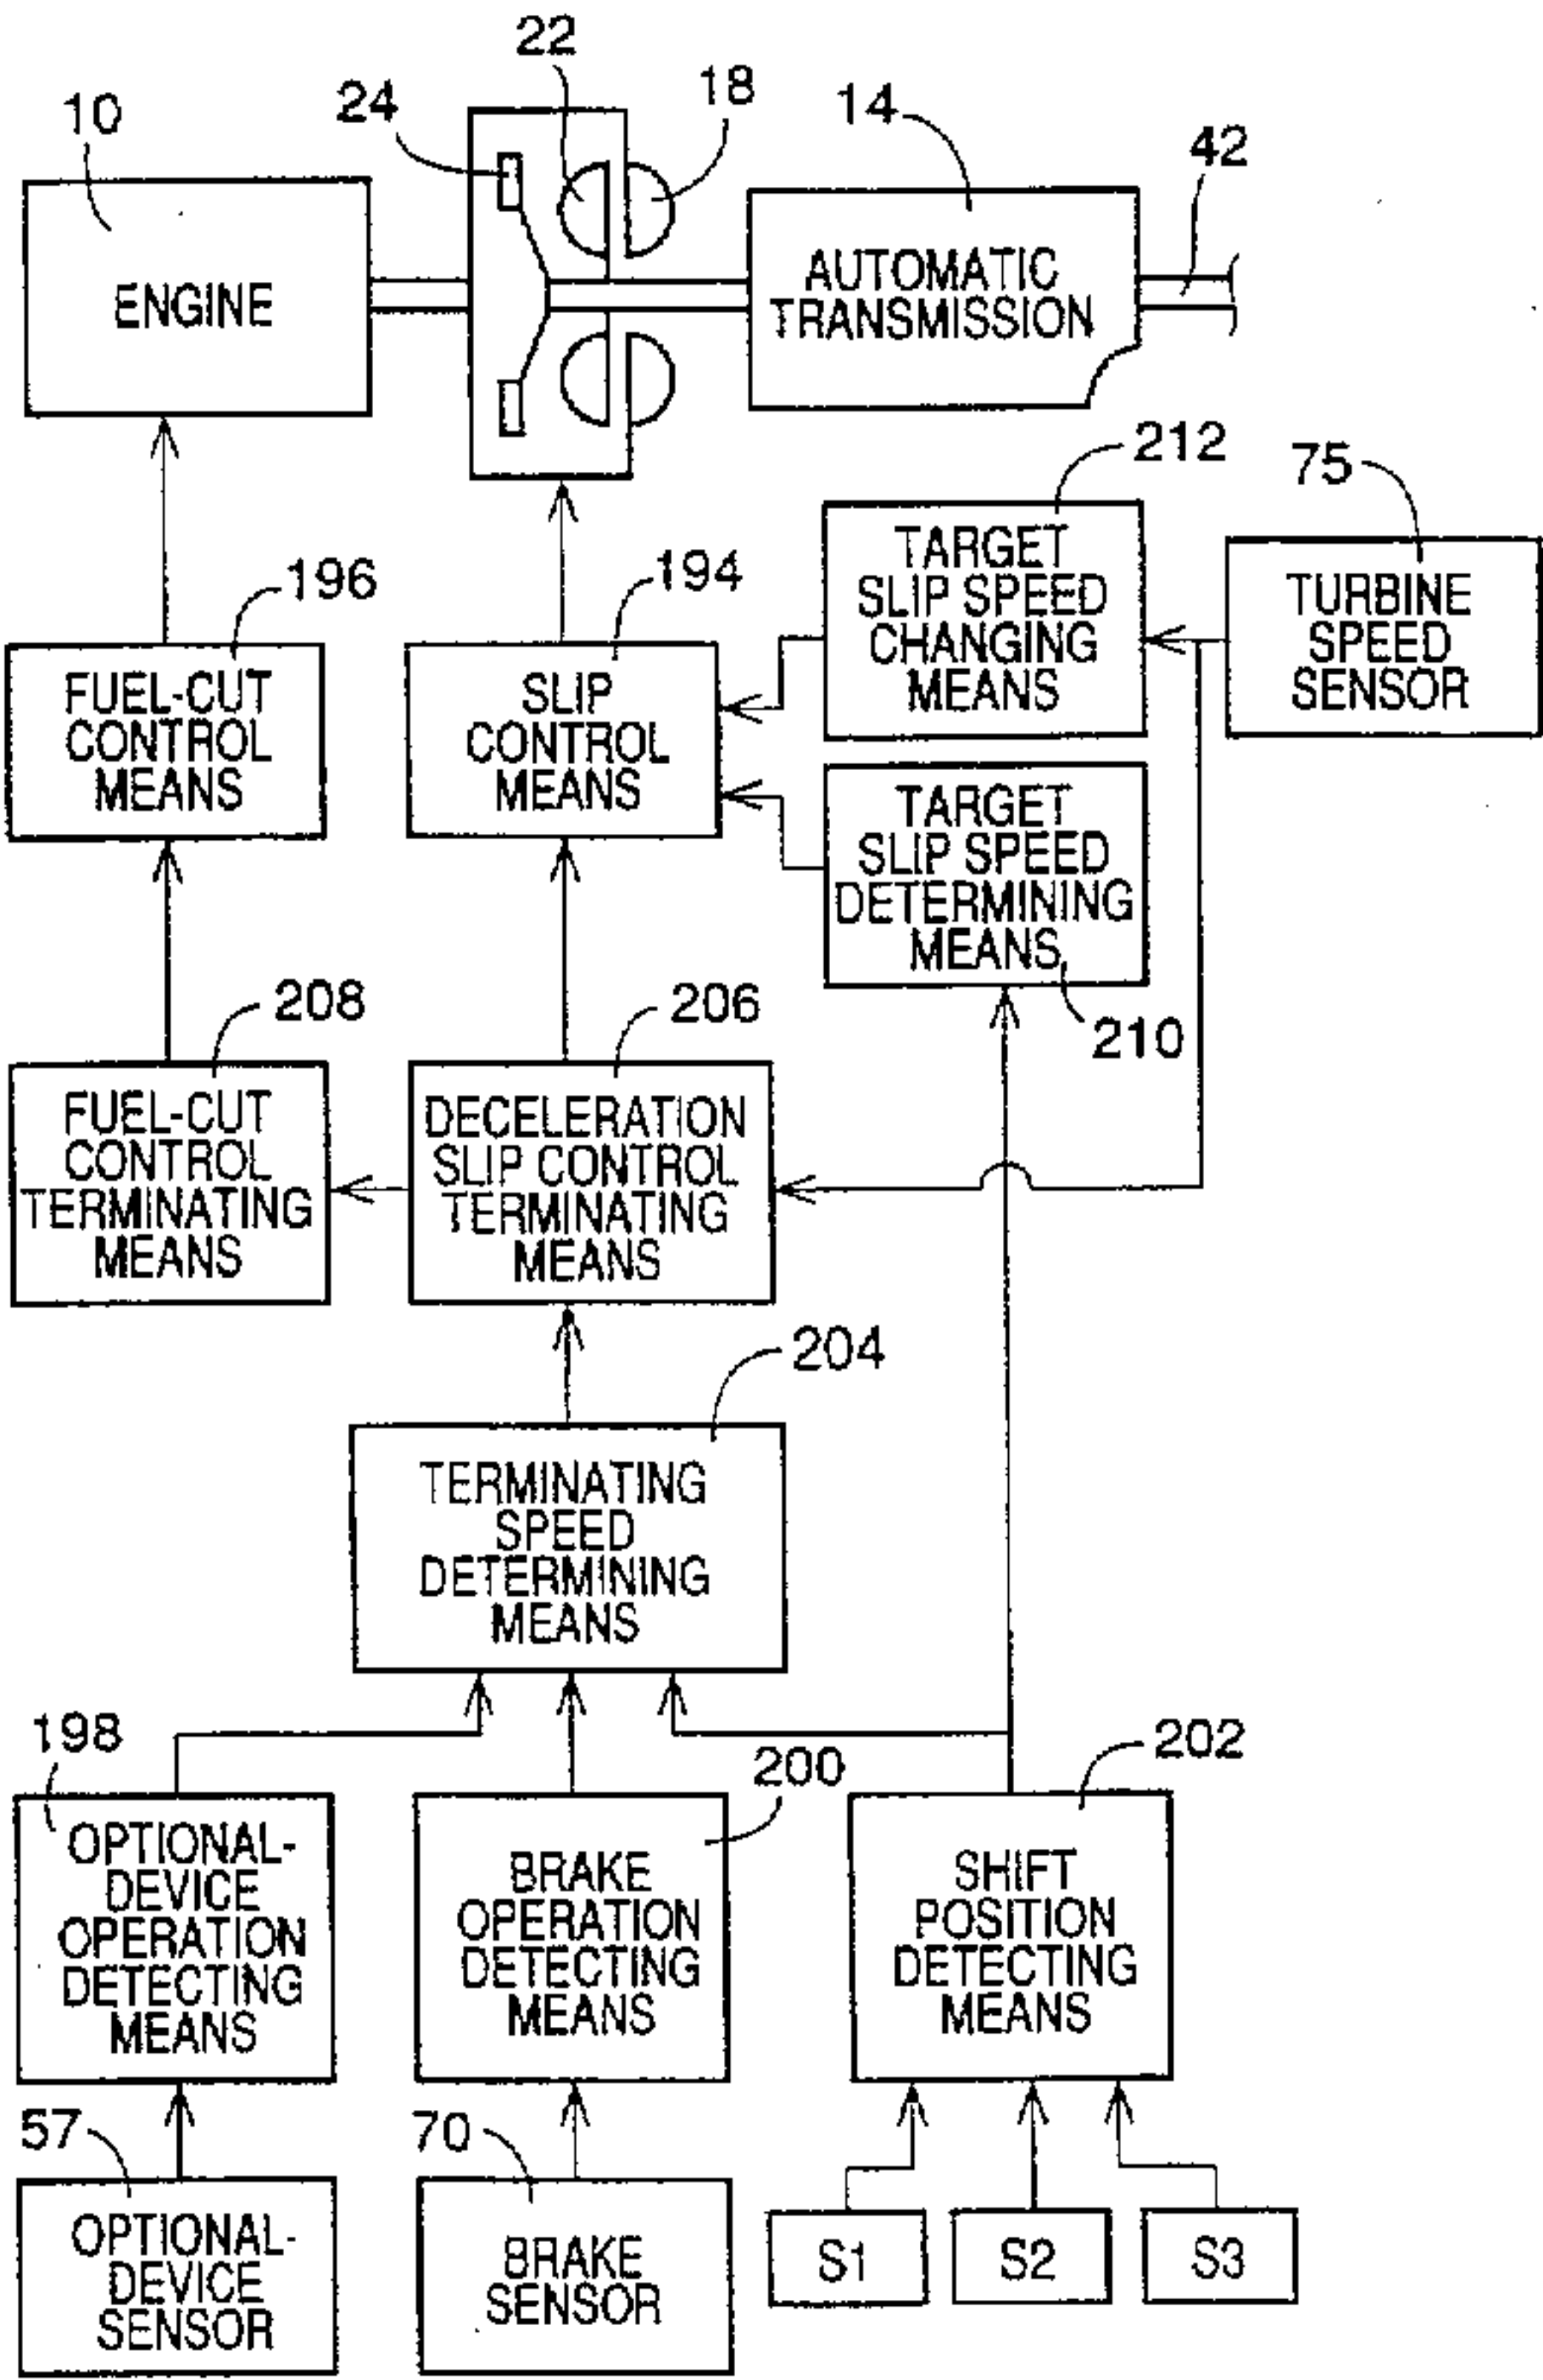 22
24
18
10
14
42
ENGINE
AUTOMATIC
TRANSMISSION
212
75
196
194
TARGET
SLIP SPEED
CHANGING
MEANS
TURBINE
SPEED
SENSOR
FUEL-CUT
CONTROL
MEANS
SLIP
CONTROL
MEANS
TARGET
SLIP SPEED
DETERMINING
MEANS
208
206
210
FUEL-CUT
CONTROL
TERMINATING
MEANS
DECELERATION
SLIP CONTROL
TERMINATING
MEANS
204
TERMINATING
SPEED
DETERMINING
MEANS
198
200
202
OPTIONAL-
DEVICE
OPERATION
DETECTING
MEANS
BRAKE
OPERATION
DETECTING
MEANS
SHIFT
POSITION
DETECTING
MEANS
57
70
OPTIONAL-
DEVICE
SENSOR
BRAKE
SENSOR
S1
S2
S3